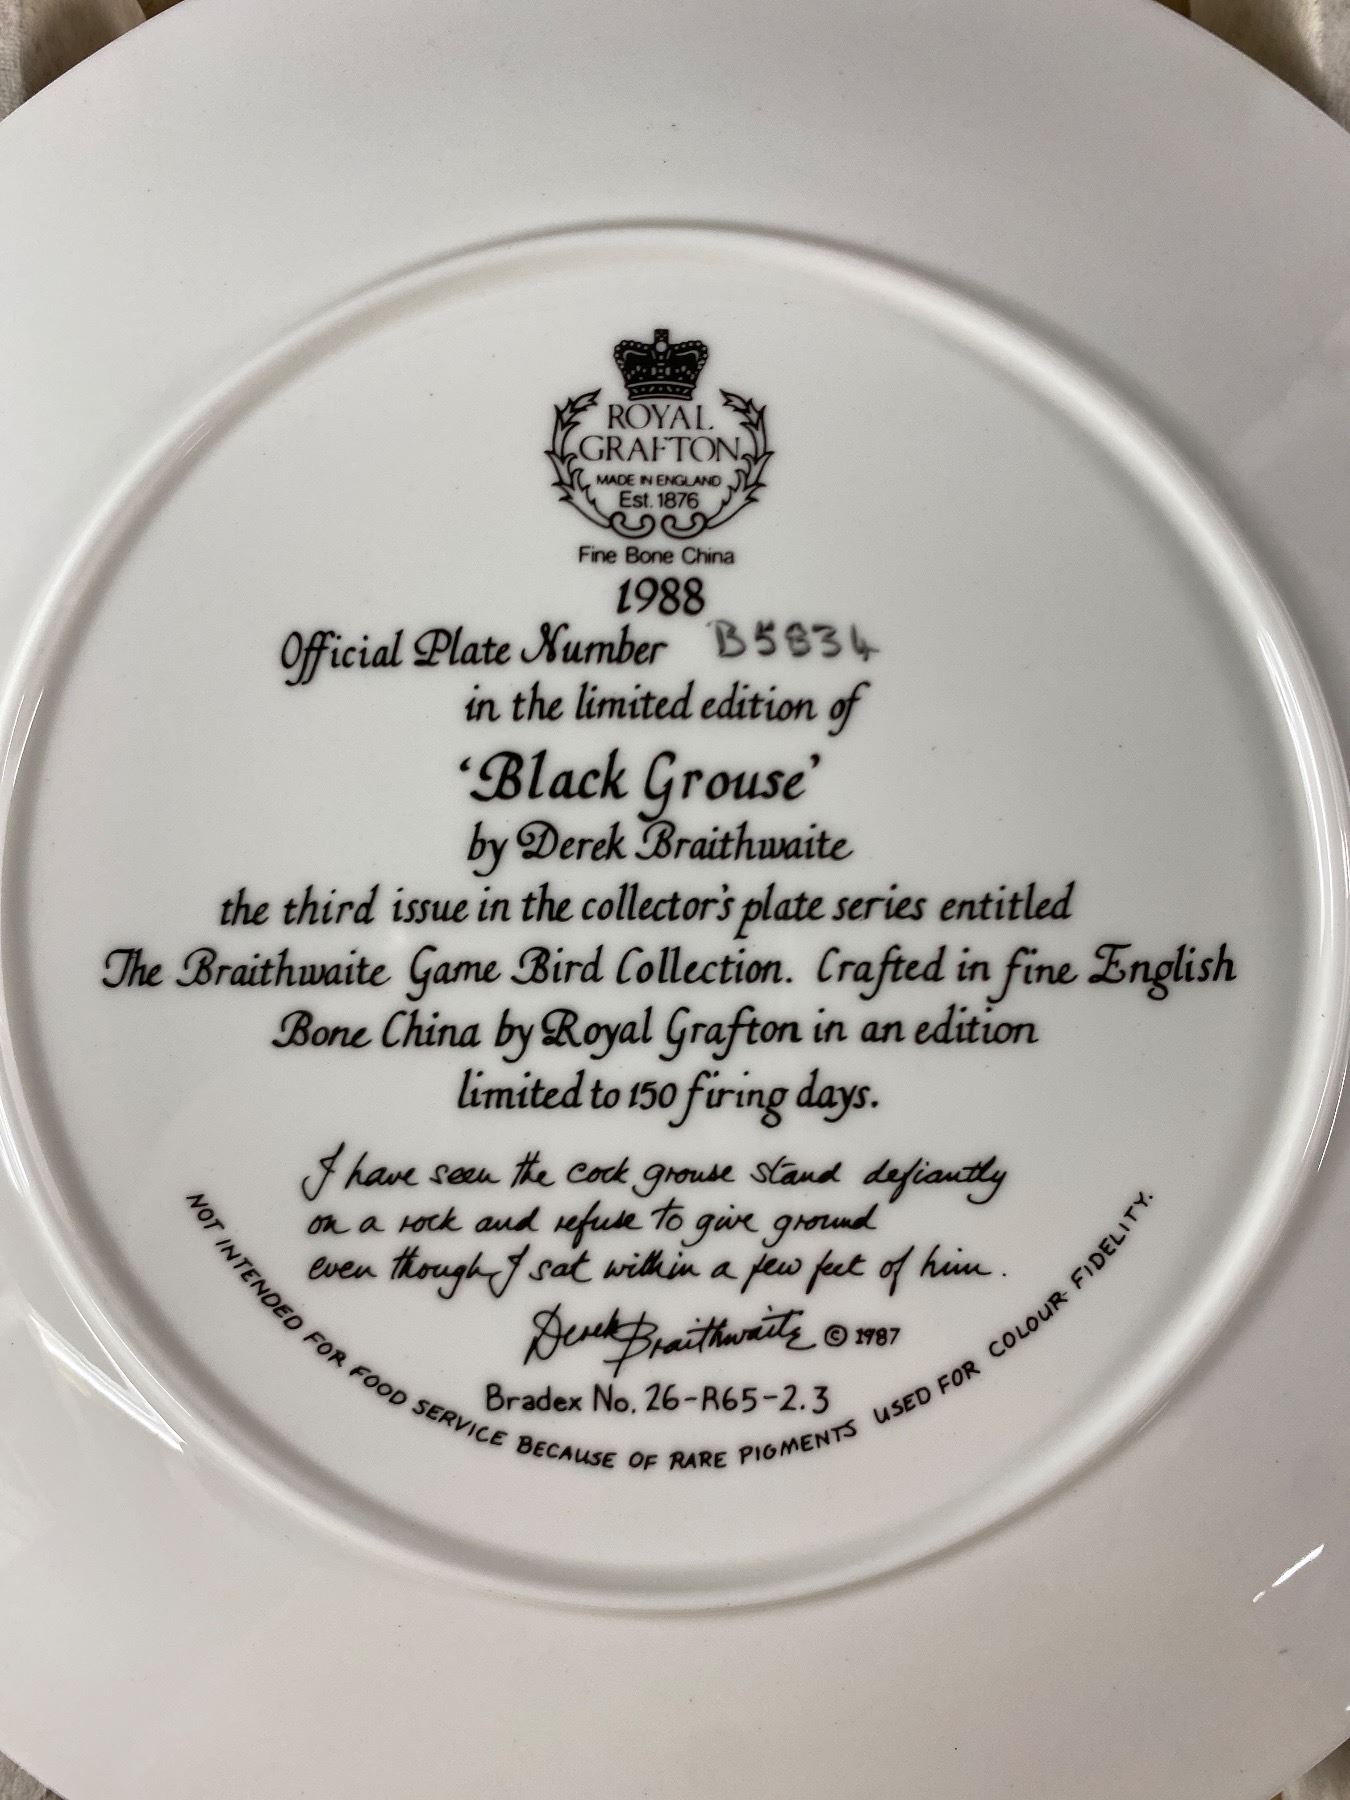 ROYAL
GRAFTON
MADE IN ENGLAND
Est. 1876
Fine Bone China
1988
Official Plate Number B5834
in the limited edition of
‘Black Grouse’
by Derek Braithwaite
the third issue in the collector's plate series entitled
The Braithwaite Game Bird Collection. Crafted in fine English
Bone China by Royal Grafton in an edition
limited to 150 firing days.
I have seen the cock grouse stand defiantly
on a rock and refuse to give ground
even though I sat within a few feet of him.
Derek Braithwaite © 1987
Bradex No. 26-R65-2.3
NOT INTENDED FOR FOOD SERVICE BECAUSE OF RARE PIGMENTS USED FOR COLOUR FIDELITY.